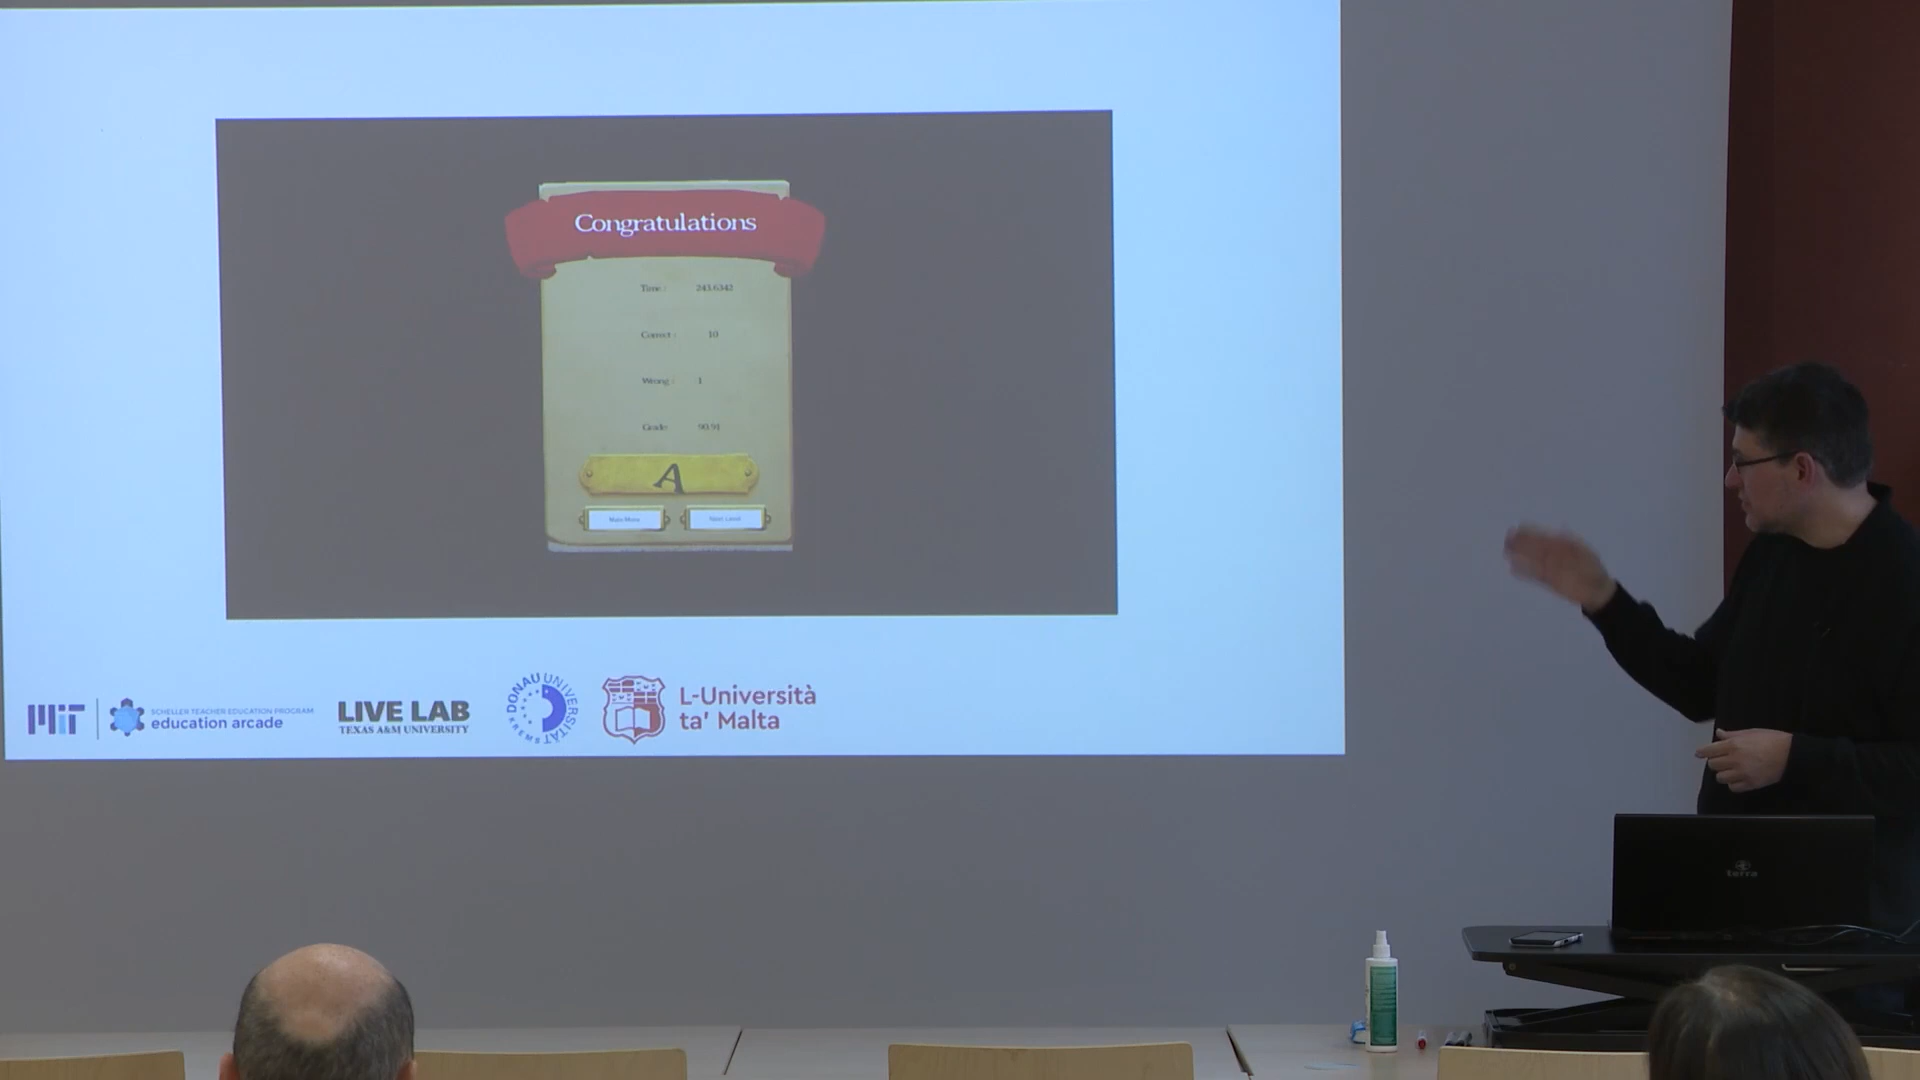 Congratulations
Time : 243.6342
Correct : 10
Wrong : 1
Grade: 90.91
A
Main Menu
Next Level
MIT
SCHELLER TEACHER EDUCATION PROGRAM
education arcade
LIVE LAB
TEXAS A&M UNIVERSITY
DONAU UNIVERSITÄT
KREMS
L-Università
ta' Malta
terra